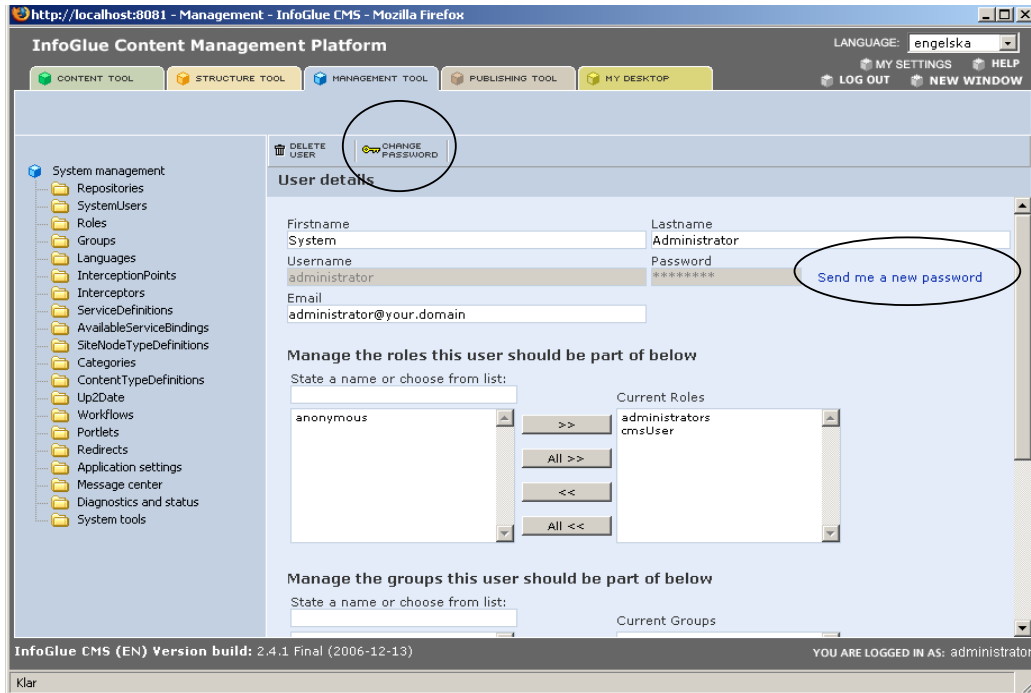 http://localhost:8081 - Management - InfoGlue CMS - Mozilla Firefox
InfoGlue Content Management Platform
LANGUAGE: engelska
MY SETTINGS HELP
LOG OUT NEW WINDOW
CONTENT TOOL STRUCTURE TOOL MANAGEMENT TOOL PUBLISHING TOOL MY DESKTOP
DELETE USER
CHANGE PASSWORD
User details
System management
Repositories
SystemUsers
Roles
Groups
Languages
InterceptionPoints
Interceptors
ServiceDefinitions
AvailableServiceBindings
SiteNodeTypeDefinitions
Categories
ContentTypeDefinitions
Up2Date
Workflows
Portlets
Redirects
Application settings
Message center
Diagnostics and status
System tools
Firstname Lastname
System Administrator
Username Password
administrator ******** Send me a new password
Email
administrator@your.domain
Manage the roles this user should be part of below
State a name or choose from list:
Current Roles
anonymous
>>
All >>
<<
All <<
administrators
cmsUser
Manage the groups this user should be part of below
State a name or choose from list:
Current Groups
InfoGlue CMS (EN) Version build: 2.4.1 Final (2006-12-13) YOU ARE LOGGED IN AS: administrator
Klar